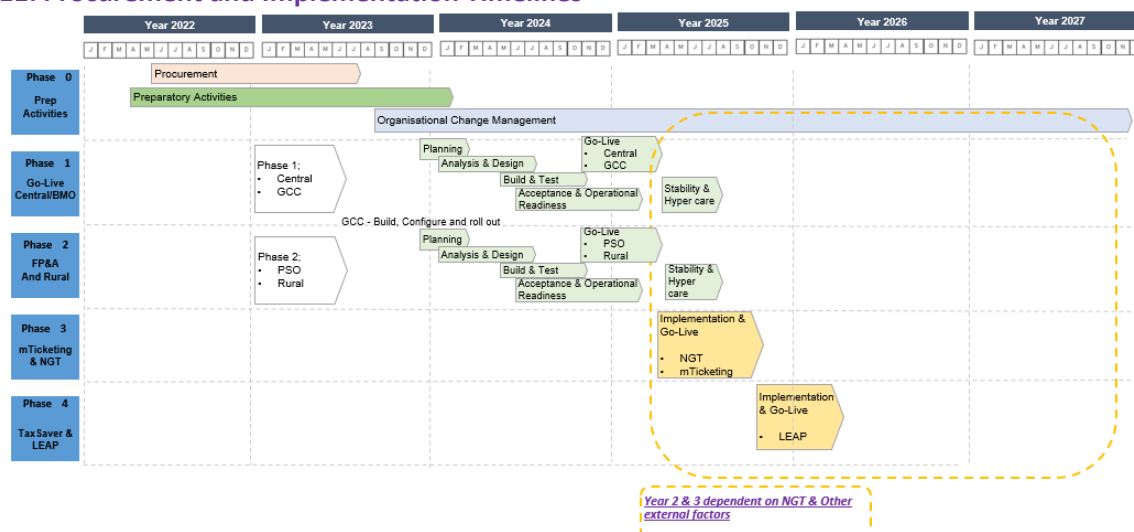 22. Procurement and Implementation Timelines
Year 2022
Year 2023
Year 2024
Year 2025
Year 2026
Year 2027
J F M A M J J A S O N D
J F M A M J J A S O N D
J F M A M J J A S O N D
J F M A M J J A S O N D
J F M A M J J A S O N D
J F M A M J J A S O N
Phase 0
Prep
Activities
Procurement
Preparatory Activities
Organisational Change Management
Phase 1
Go-Live
Central/BMO
Phase 1;
• Central
• GCC
Planning
Analysis & Design
Build & Test
Acceptance & Operational
Readiness
Go-Live
• Central
• GCC
Stability &
Hyper care
GCC - Build, Configure and roll out
Phase 2
FP&A
And Rural
Phase 2;
• PSO
• Rural
Planning
Analysis & Design
Build & Test
Acceptance & Operational
Readiness
Go-Live
• PSO
• Rural
Stability &
Hyper
care
Phase 3
mTicketing
& NGT
Implementation &
Go-Live
• NGT
• mTicketing
Phase 4
TaxSaver &
LEAP
Implementation
& Go-Live
• LEAP
Year 2 & 3 dependent on NGT & Other
external factors